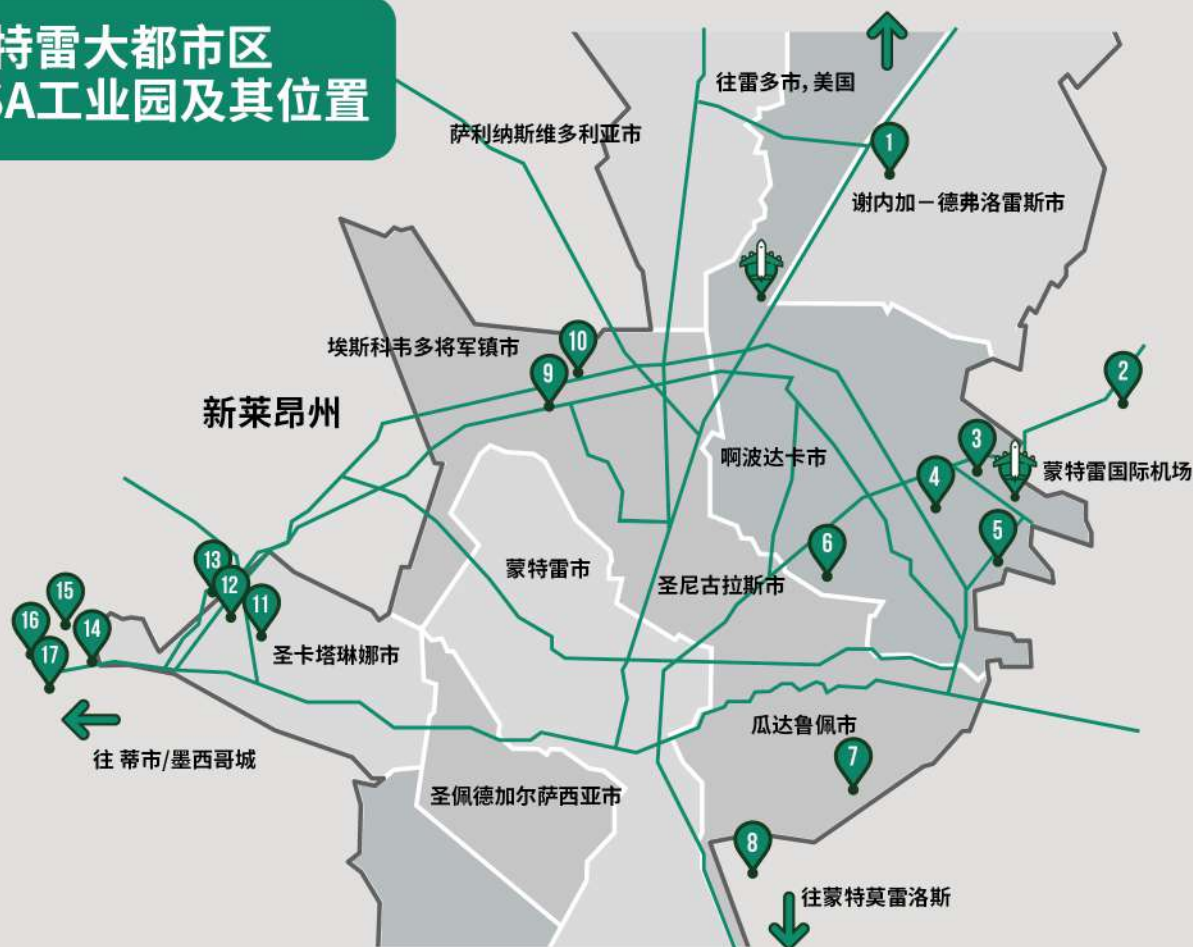 特雷大都市区
SA工业园及其位置
往雷多市,美国
萨利纳斯维多利亚市
1
谢内加－德弗洛雷斯市
埃斯科韦多将军镇市
10
9
2
新莱昂州
3
啊波达卡市
4
蒙特雷国际机场
5
6
蒙特雷市
圣尼古拉斯市
13
12
11
15
16
14
17
圣卡塔琳娜市
瓜达鲁佩市
往 蒂市/墨西哥城
7
圣佩德加尔萨西亚市
8
往蒙特莫雷洛斯